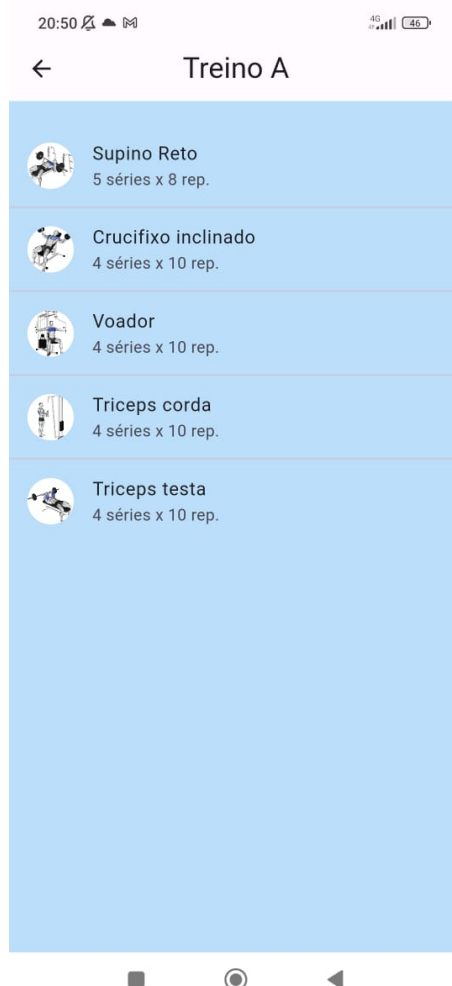 20:50
4G
46
Treino A
Supino Reto
5 séries x 8 rep.
Crucifixo inclinado
4 séries x 10 rep.
Voador
4 séries x 10 rep.
Triceps corda
4 séries x 10 rep.
Triceps testa
4 séries x 10 rep.